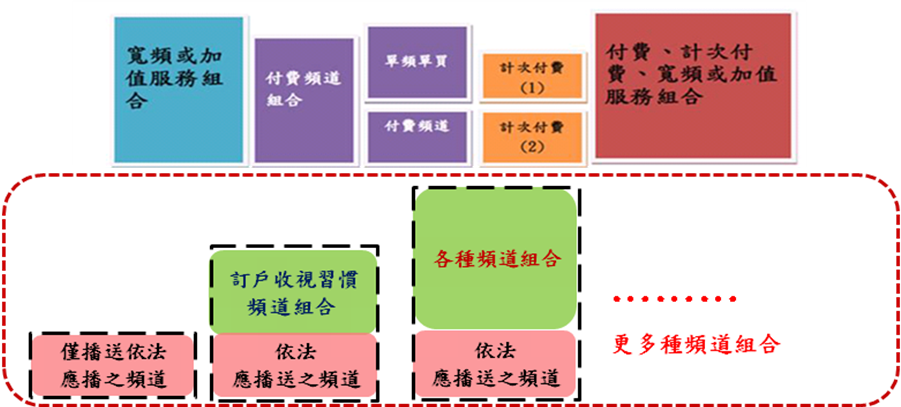 寬頻或加
值服務組
合
付費頻道
組合
單頻單買
付費頻道
計次付費
(1)
計次付費
(2)
付費、計次付
費、寬頻或加值
服務組合
僅播送依法
應播之頻道
訂戶收視習慣
頻道組合
依法
應播送之頻道
各種頻道組合
依法
應播送之頻道
.........
更多種頻道組合